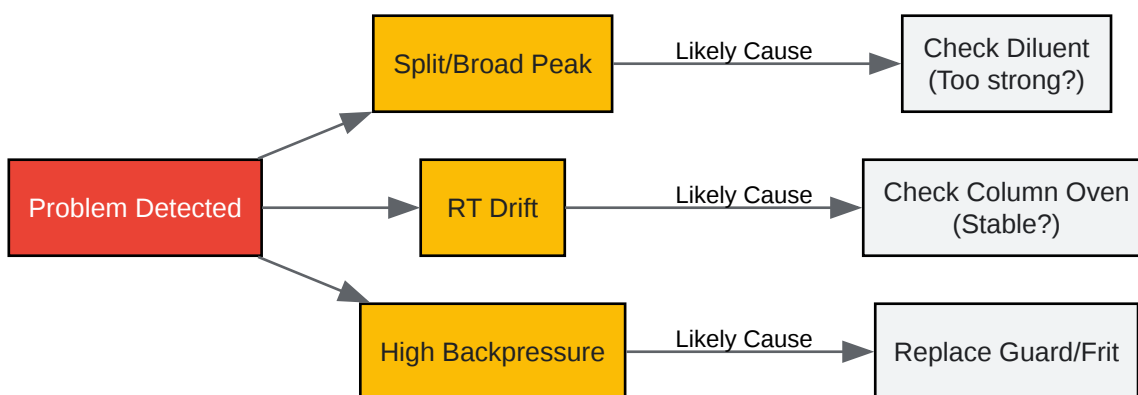 Split/Broad Peak
Likely Cause
Check Diluent
(Too strong?)
Problem Detected
RT Drift
Likely Cause
Check Column Oven
(Stable?)
High Backpressure
Likely Cause
Replace Guard/Frit